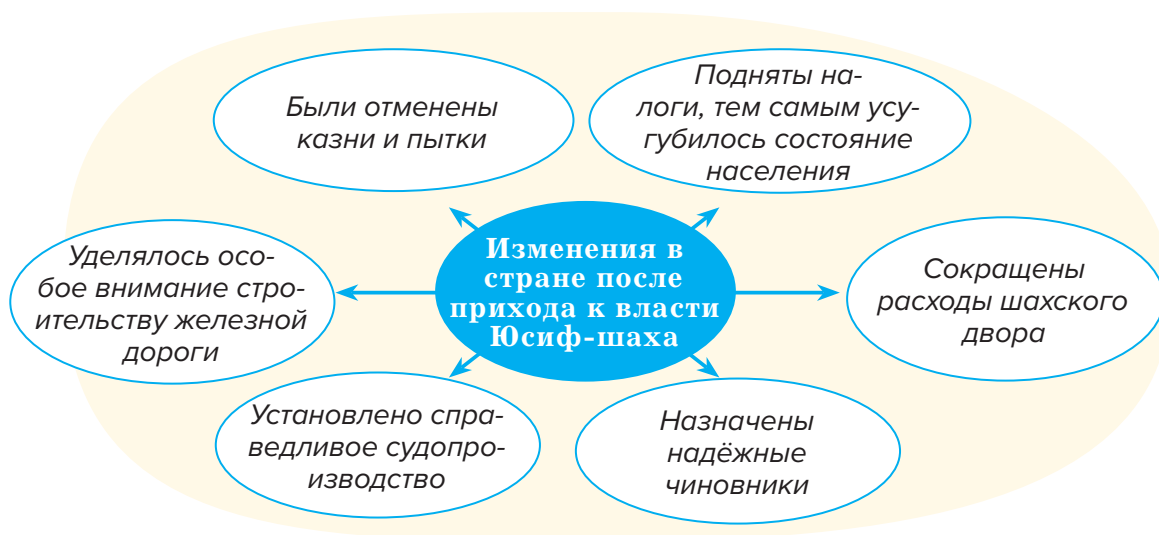 Были отменены
казни и пытки
Подняты на-
логи, тем самым усу-
губилось состояние
населения
Уделялось осо-
бое внимание стро-
ительству железной
дороги
Изменения в
стране после
прихода к власти
Юсиф-шаха
Сокращены
расходы шахского
двора
Установлено спра-
ведливое судопро-
изводство
Назначены
надёжные
чиновники